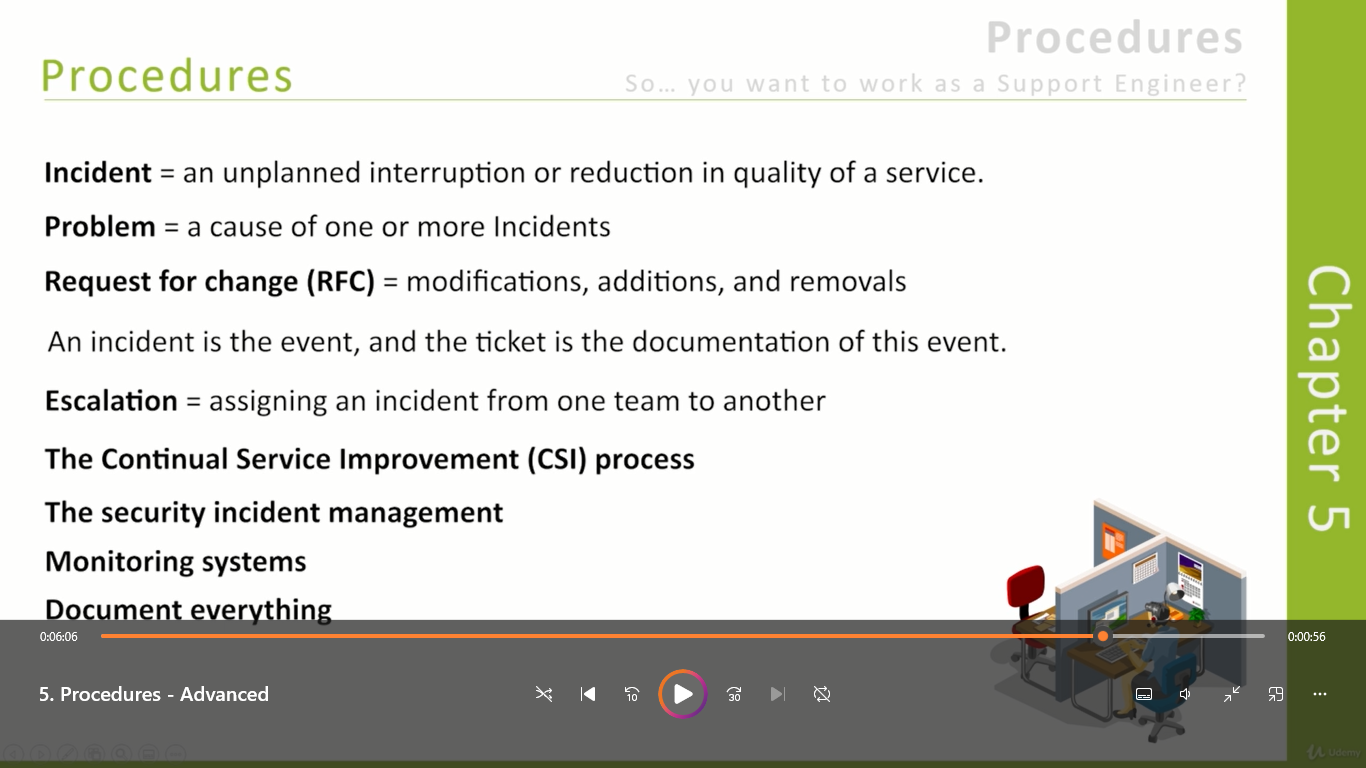 Procedures
So... you want to work as a Support Engineer?
Procedures
Incident = an unplanned interruption or reduction in quality of a service.
Problem = a cause of one or more Incidents
Request for change (RFC) = modifications, additions, and removals
An incident is the event, and the ticket is the documentation of this event.
Escalation = assigning an incident from one team to another
The Continual Service Improvement (CSI) process
The security incident management
Monitoring systems
Document everything
Chapter 5
0:06:06
0:00:56
5. Procedures - Advanced
10
30
Udemy